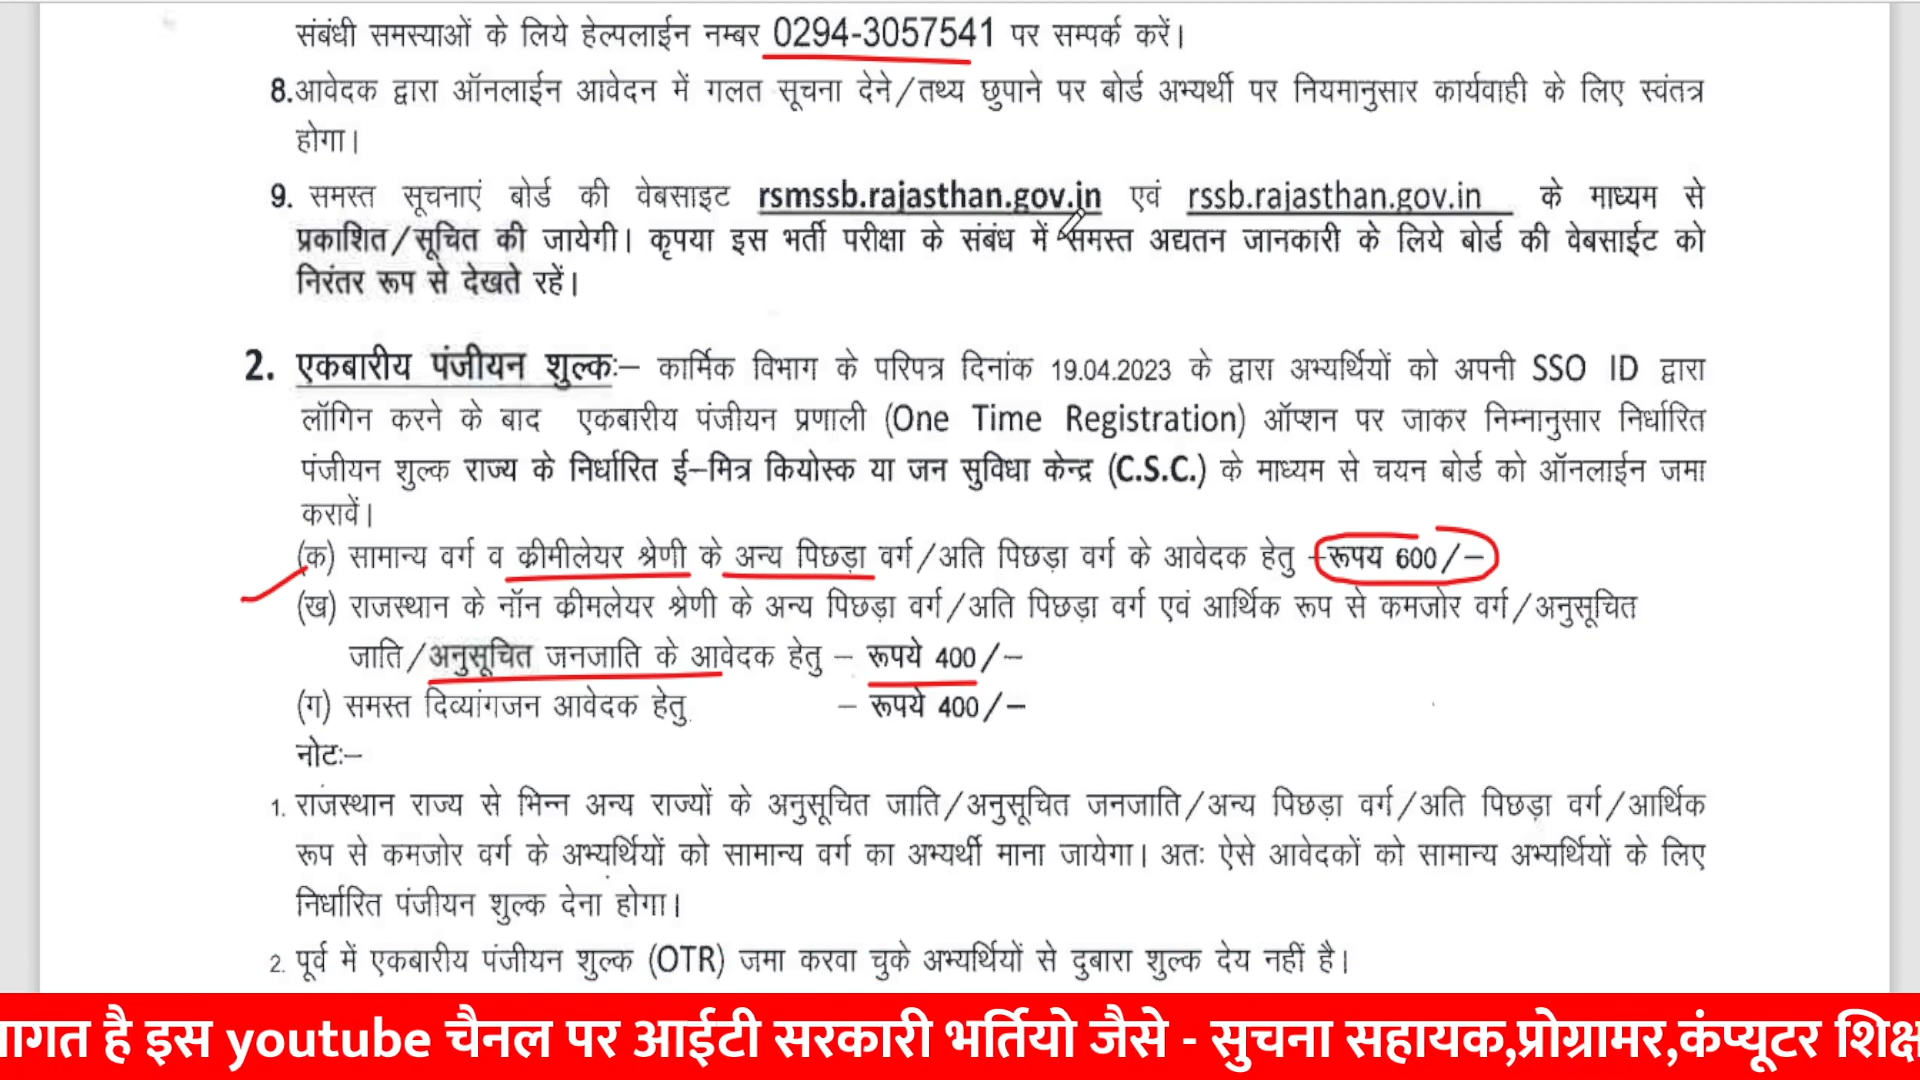 संबंधी समस्याओं के लिये हेल्पलाईन नम्बर 0294-3057541 पर सम्पर्क करें।
8.आवेदक द्वारा ऑनलाईन आवेदन में गलत सूचना देने/तथ्य छुपाने पर बोर्ड अभ्यर्थी पर नियमानुसार कार्यवाही के लिए स्वंतत्र
होगा।
9. समस्त सूचनाएं बोर्ड की वेबसाइट rsmssb.rajasthan.gov.in एवं rssb.rajasthan.gov.in के माध्यम से
प्रकाशित/सूचित की जायेगी। कृपया इस भर्ती परीक्षा के संबंध में समस्त अद्यतन जानकारी के लिये बोर्ड की वेबसाईट को
निरंतर रूप से देखते रहें।
2. एकबारीय पंजीयन शुल्क:– कार्मिक विभाग के परिपत्र दिनांक 19.04.2023 के द्वारा अभ्यर्थियों को अपनी SSO ID द्वारा
लॉगिन करने के बाद एकबारीय पंजीयन प्रणाली (One Time Registration) ऑप्शन पर जाकर निम्नानुसार निर्धारित
पंजीयन शुल्क राज्य के निर्धारित ई–मित्र कियोस्क या जन सुविधा केन्द्र (C.S.C.) के माध्यम से चयन बोर्ड को ऑनलाईन जमा
करावें।
(क) सामान्य वर्ग व क्रीमीलेयर श्रेणी के अन्य पिछड़ा वर्ग/अति पिछड़ा वर्ग के आवेदक हेतु –रूपय 600/–
(ख) राजस्थान के नॉन क्रीमलेयर श्रेणी के अन्य पिछड़ा वर्ग/अति पिछड़ा वर्ग एवं आर्थिक रूप से कमजोर वर्ग/अनुसूचित
जाति/अनुसूचित जनजाति के आवेदक हेतु – रूपये 400/–
(ग) समस्त दिव्यांगजन आवेदक हेतु – रूपये 400/–
नोट:–
1. राजस्थान राज्य से भिन्न अन्य राज्यों के अनुसूचित जाति/अनुसूचित जनजाति/अन्य पिछड़ा वर्ग/अति पिछड़ा वर्ग/आर्थिक
रूप से कमजोर वर्ग के अभ्यर्थियों को सामान्य वर्ग का अभ्यर्थी माना जायेगा। अतः ऐसे आवेदकों को सामान्य अभ्यर्थियों के लिए
निर्धारित पंजीयन शुल्क देना होगा।
2. पूर्व में एकबारीय पंजीयन शुल्क (OTR) जमा करवा चुके अभ्यर्थियों से दुबारा शुल्क देय नहीं है।
है इस youtube चैनल पर आईटी सरकारी भर्तियो जैसे - सुचना सहायक,प्रोग्रामर,कंप्यूटर